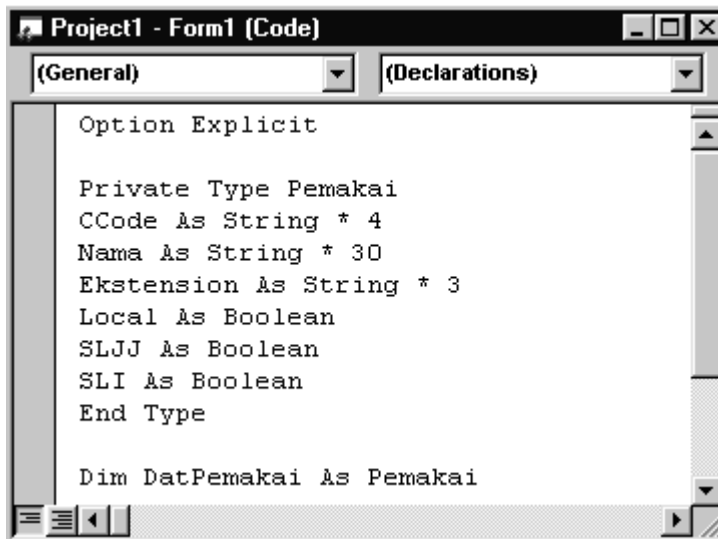 Project1 - Form1 (Code)
(General) (Declarations)
Option Explicit
Private Type Pemakai
CCode As String * 4
Nama As String * 30
Ekstension As String * 3
Local As Boolean
SLJJ As Boolean
SLI As Boolean
End Type
Dim DatPemakai As Pemakai